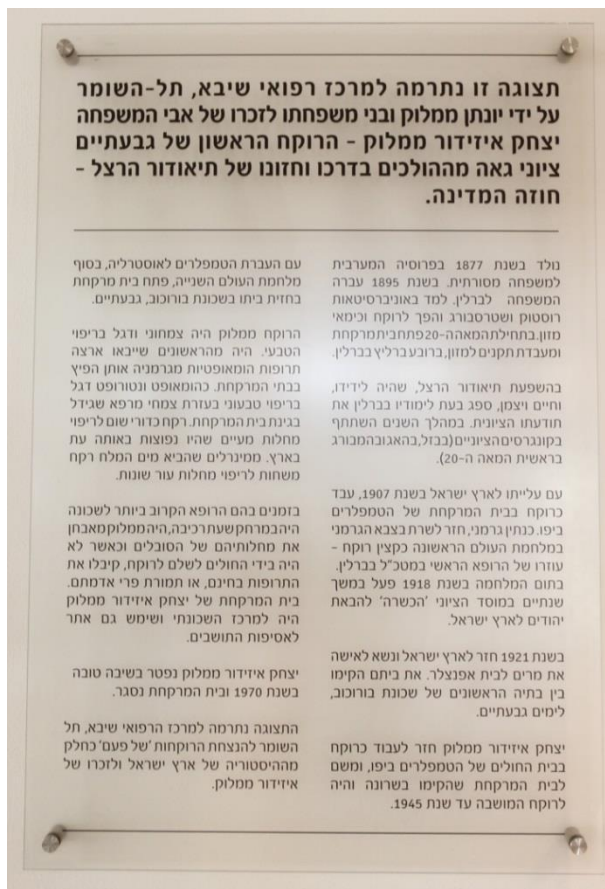 תצוגה זו נתרמה למרכז רפואי שיבא, תל-השומר
על ידי יונתן ממלוק ובני משפחתו לזכרו של אבי המשפחה
יצחק איזידור ממלוק - הרוקח הראשון של גבעתיים
ציוני גאה מההולכים בדרכו וחזונו של תיאודור הרצל -
חוזה המדינה.
נולד בשנת 1877 בפרוסיה המערבית
למשפחה מסורתית. בשנת 1895 עברה
המשפחה לברלין. למד באוניברסיטאות
רוסטוק ושטרסבורג והפך לרוקח וכימאי
מזון. בתחילת המאה ה-20 פתח בית מרקחת
ומעבדת תקנים למזון, ברובע ברליץ בברלין.
בהשפעת תיאודור הרצל, שהיה לידידו,
וחיים ויצמן, ספג בעת לימודיו בברלין את
תודעתו הציונית. במהלך השנים השתתף
בקונגרסים הציוניים (בבזל, בהאג ובהמבורג
בראשית המאה ה-20).
עם עלייתו לארץ ישראל בשנת 1907, עבד
כרוקח בבית המרקחת של הטמפלרים
ביפו. כנתין גרמני, חזר לשרת בצבא הגרמני
במלחמת העולם הראשונה כקצין רוקח -
עוזרו של הרופא הראשי במטכ"ל בברלין.
בתום המלחמה בשנת 1918 פעל במשך
שנתיים במוסד הציוני 'הכשרה' להבאת
יהודים לארץ ישראל.
בשנת 1921 חזר לארץ ישראל ונשא לאישה
את מרים לבית אפנצלר. את ביתם הקימו
בין בתיה הראשונים של שכונת בורוכוב,
לימים גבעתיים.
יצחק איזידור ממלוק חזר לעבוד כרוקח
בבית החולים של הטמפלרים ביפו, ומשם
לבית המרקחת שהקימו בשרונה והיה
לרוקח המושבה עד שנת 1945.
עם העברת הטמפלרים לאוסטרליה, בסוף
מלחמת העולם השנייה, פתח בית מרקחת
בחזית ביתו בשכונת בורוכוב, גבעתיים.
הרוקח ממלוק היה צמחוני ודגל בריפוי
הטבעי. היה מהראשונים שייבאו ארצה
תרופות הומאופטיות מגרמניה אותן הפיץ
בבתי המרקחת. כהומאופט ונטורופט דגל
בריפוי טבעוני בעזרת צמחי מרפא שגידל
בגינת בית המרקחת. רקח כדורי שום לריפוי
מחלות מעיים שהיו נפוצות באותה עת
בארץ. ממינרלים שהביא מים המלח רקח
משחות לריפוי מחלות עור שונות.
בזמנים בהם הרופא הקרוב ביותר לשכונה
היה במרחק שעת רכיבה, היה ממלוק מאבחן
את מחלותיהם של הסובלים וכאשר לא
היה בידי החולים לשלם לרוקח, קיבלו את
התרופות בחינם, או תמורת פרי אדמתם.
בית המרקחת של יצחק איזידור ממלוק
היה למרכז השכונתי ושימש גם אתר
לאסיפות התושבים.
יצחק איזידור ממלוק נפטר בשיבה טובה
בשנת 1970 ובית המרקחת נסגר.
התצוגה נתרמה למרכז הרפואי שיבא, תל
השומר להנצחת הרוקחות 'של פעם' כחלק
מההיסטוריה של ארץ ישראל ולזכרו של
איזידור ממלוק.